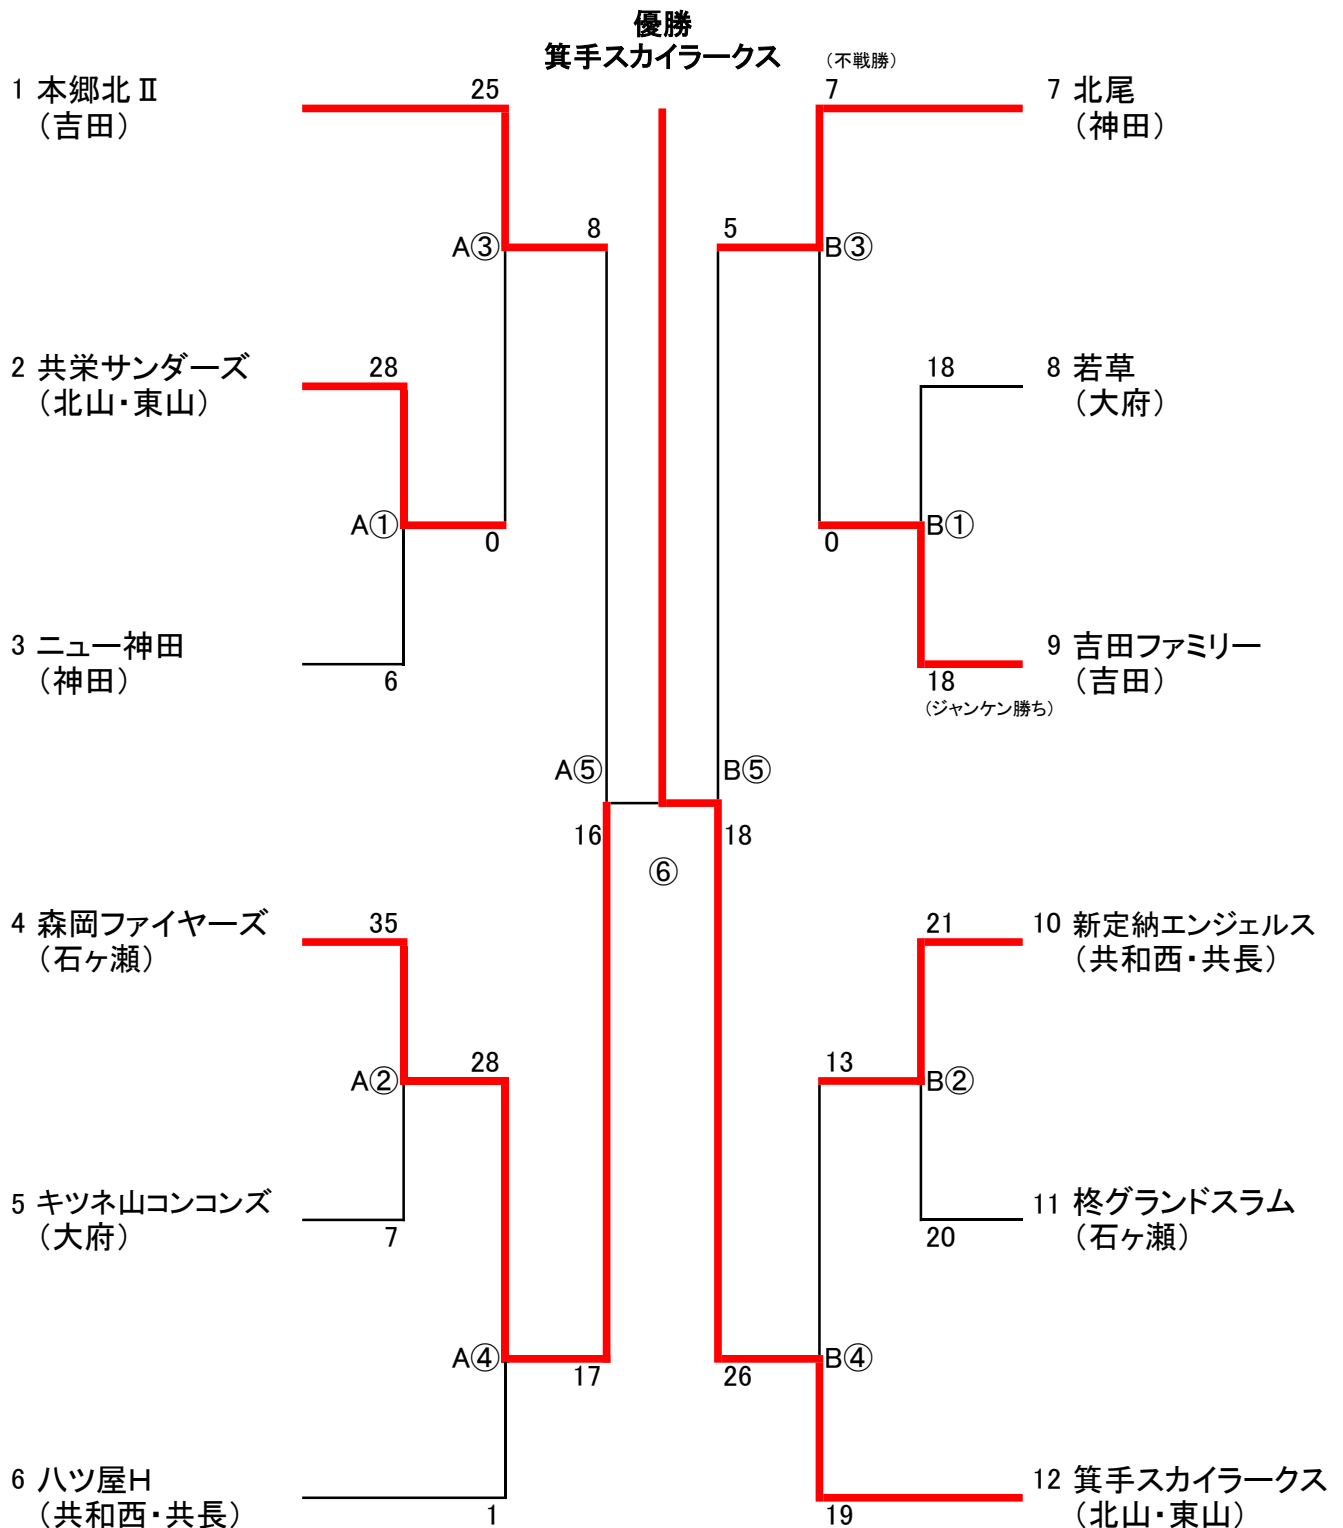 優勝
箕手スカイラークス
(不戦勝)
1 本郷北Ⅱ
(吉田)
25
7
7 北尾
(神田)
8
5
A③
B③
2 共栄サンダーズ
(北山・東山)
28
18
8 若草
(大府)
A①
0
0
B①
3 ニュー神田
(神田)
6
18
(ジャンケン勝ち)
9 吉田ファミリー
(吉田)
A⑤
B⑤
16
18
⑥
4 森岡ファイヤーズ
(石ヶ瀬)
35
21
10 新定納エンジェルス
(共和西・共長)
28
13
A②
B②
5 キツネ山コンコンズ
(大府)
7
20
11 柊グランドスラム
(石ヶ瀬)
A④
17
26
B④
6 八ツ屋H
(共和西・共長)
1
19
12 箕手スカイラークス
(北山・東山)